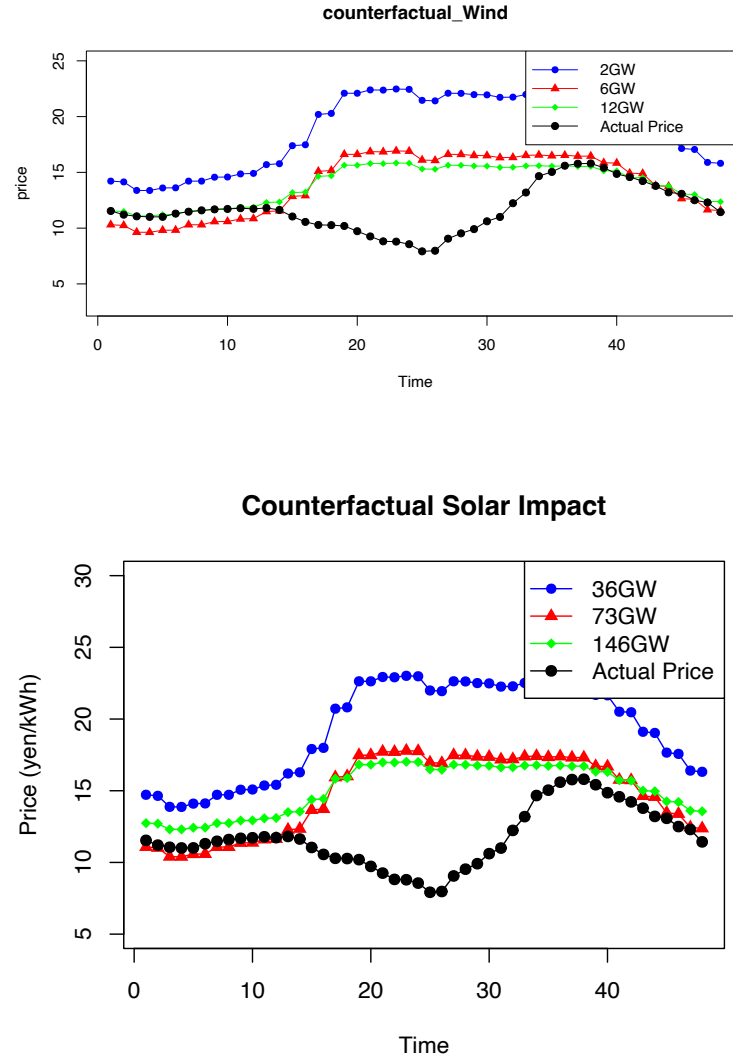 counterfactual_Wind
25
20
15
10
5
price
0 10 20 30 40
Time
2GW
6GW
12GW
Actual Price
Counterfactual Solar Impact
30
25
20
15
10
5
Price (yen/kWh)
0 10 20 30 40
Time
36GW
73GW
146GW
Actual Price